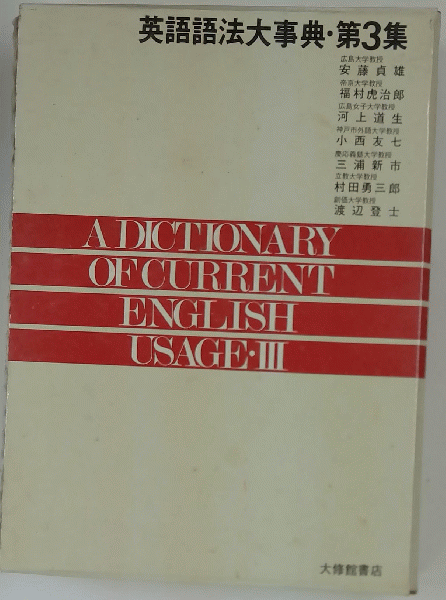 英語語法大事典·第3集
広島大学教授
安藤貞雄
帝京大学教授
福村虎治郎
広島女子大学教授
河上道生
神戸市外語大学教授
小西友七
慶応義塾大学教授
三浦新市
立教大学教授
村田勇三郎
創価大学教授
渡辺登士
A DICTIONARY
OF CURRENT
ENGLISH
USAGE·III
大修館書店